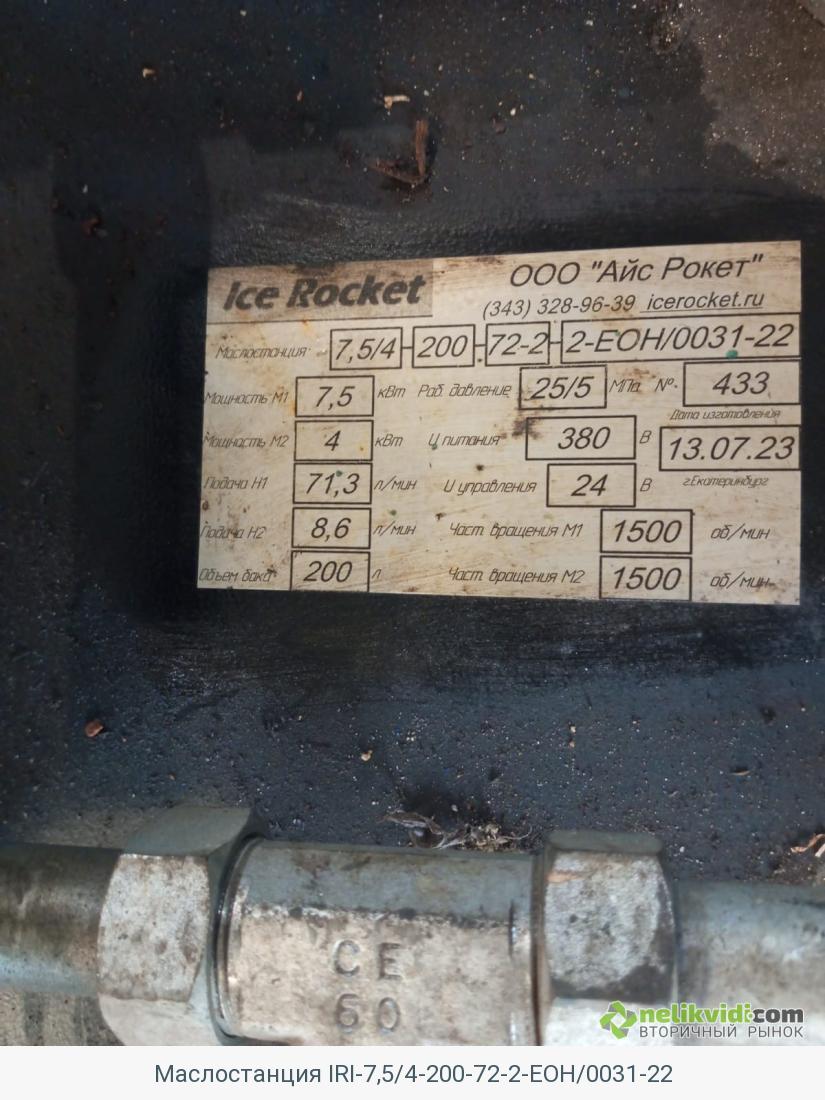 Ice Rocket
ООО "Айс Рокет"
(343) 328-96-39 icerocket.ru
Маслостанция: 7,5/4-200-72-2-2-ЕОН/0031-22
Мощность М1 7,5 кВт Раб. давление 25/5 МПа №: 433
Дата изготовления
Мощность М2 4 кВт U питания 380 В 13.07.23
Подача Н1 71,3 л/мин U управления 24 В г.Екатеринбург
Подача Н2 8,6 л/мин Част. вращения М1 1500 об/мин
Объем бака 200 л Част. вращения М2 1500 об/мин
CE
60
nelikvidi.com
ВТОРИЧНЫЙ РЫНОК
Маслостанция IRI-7,5/4-200-72-2-EOH/0031-22